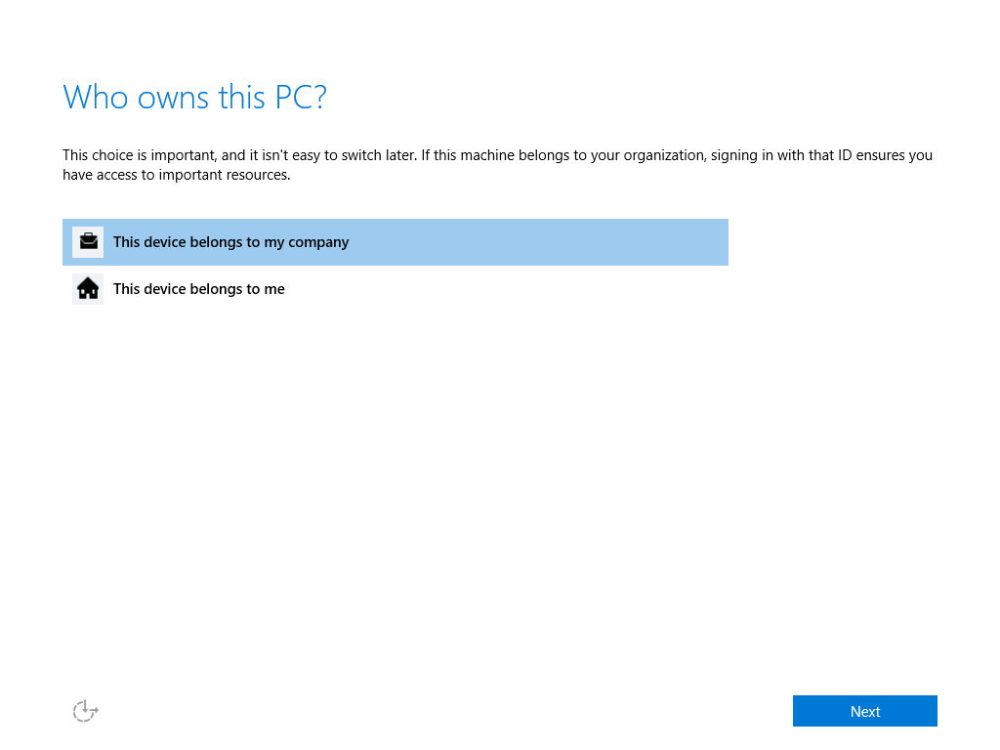 Who owns this PC?
This choice is important, and it isn't easy to switch later. If this machine belongs to your organization, signing in with that ID ensures you
have access to important resources.
This device belongs to my company
This device belongs to me
Next